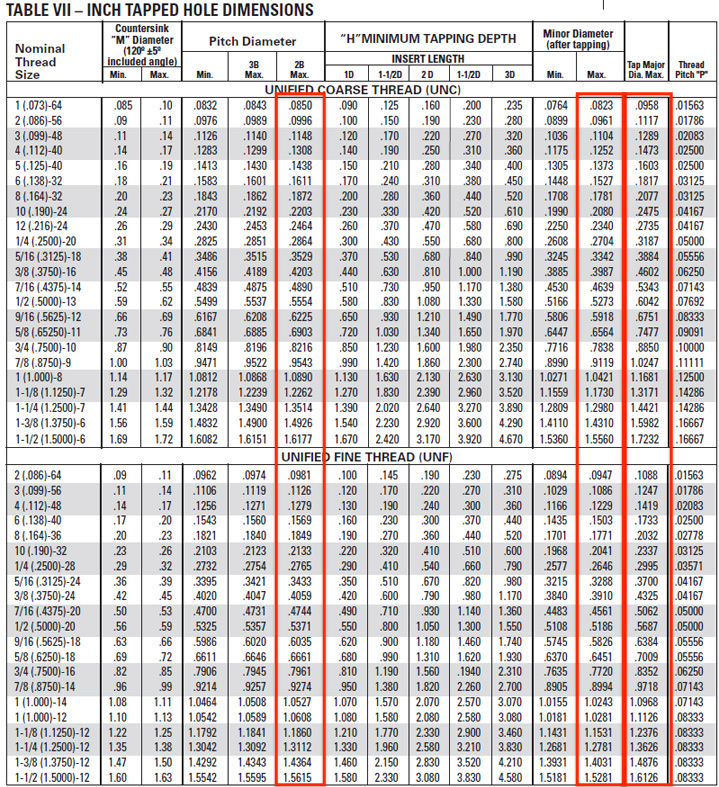 TABLE VII – INCH TAPPED HOLE DIMENSIONS
Nominal Thread Size Countersink "M" Diameter (120º ±5º included angle) Pitch Diameter "H"MINIMUM TAPPING DEPTH Minor Diameter (after tapping) Tap Major Dia. Max. Thread Pitch "P"
INSERT LENGTH
Min. Max. Min. 3B Max. 2B Max. 1D 1-1/2D 2 D 1-1/2D 3D Min. Max.
UNIFIED COARSE THREAD (UNC)
1 (.073)-64 .085 .10 .0832 .0843 .0850 .090 .125 .160 .200 .235 .0764 .0823 .0958 .01563
2 (.086)-56 .09 .11 .0976 .0989 .0996 .100 .150 .190 .230 .280 .0899 .0961 .1117 .01786
3 (.099)-48 .11 .14 .1126 .1140 .1148 .120 .170 .220 .270 .320 .1036 .1104 .1289 .02083
4 (.112)-40 .14 .17 .1283 .1299 .1308 .140 .190 .250 .310 .360 .1175 .1252 .1473 .02500
5 (.125)-40 .16 .19 .1413 .1430 .1438 .150 .210 .280 .340 .400 .1305 .1373 .1603 .02500
6 (.138)-32 .18 .21 .1583 .1601 .1611 .170 .240 .310 .380 .450 .1448 .1527 .1817 .03125
8 (.164)-32 .20 .23 .1843 .1862 .1872 .200 .280 .360 .440 .520 .1708 .1781 .2077 .03125
10 (.190)-24 .24 .27 .2170 .2192 .2203 .230 .330 .420 .520 .610 .1990 .2080 .2475 .04167
12 (.216)-24 .26 .29 .2430 .2453 .2464 .260 .370 .470 .590 .690 .2250 .2340 .2735 .04167
1/4 (.2500)-20 .31 .34 .2825 .2851 .2864 .300 .430 .550 .680 .800 .2608 .2704 .3187 .05000
5/16 (.3125)-18 .38 .41 .3486 .3515 .3529 .370 .530 .680 .840 .990 .3245 .3342 .3884 .05556
3/8 (.3750)-16 .45 .48 .4156 .4189 .4203 .440 .630 .810 1.000 1.190 .3885 .3987 .4602 .06250
7/16 (.4375)-14 .52 .55 .4839 .4875 .4890 .510 .730 .950 1.170 1.380 .4530 .4639 .5343 .07143
1/2 (.5000)-13 .59 .62 .5499 .5537 .5554 .580 .830 1.080 1.330 1.580 .5166 .5273 .6042 .07692
9/16 (.5625)-12 .66 .69 .6167 .6208 .6225 .650 .930 1.210 1.490 1.770 .5806 .5918 .6751 .08333
5/8 (.65250)-11 .73 .76 .6841 .6885 .6903 .720 1.030 1.340 1.650 1.970 .6447 .6564 .7477 .09091
3/4 (.7500)-10 .87 .90 .8149 .8196 .8216 .850 1.230 1.600 1.980 2.350 .7716 .7838 .8850 .10000
7/8 (.8750)-9 1.00 1.03 .9471 .9522 .9543 .990 1.420 1.860 2.300 2.740 .8990 .9119 1.0247 .11111
1 (1.000)-8 1.14 1.17 1.0812 1.0868 1.0890 1.130 1.630 2.130 2.630 3.130 1.0271 1.0421 1.1681 .12500
1-1/8 (1.1250)-7 1.29 1.32 1.2178 1.2239 1.2262 1.270 1.830 2.390 2.960 3.520 1.1559 1.1730 1.3171 .14286
1-1/4 (1.2500)-7 1.41 1.44 1.3428 1.3490 1.3514 1.390 2.020 2.640 3.270 3.890 1.2809 1.2980 1.4421 .14286
1-3/8 (1.3750)-6 1.56 1.59 1.4832 1.4900 1.4926 1.540 2.230 2.920 3.600 4.290 1.4110 1.4310 1.5982 .16667
1-1/2 (1.5000)-6 1.69 1.72 1.6082 1.6151 1.6177 1.670 2.420 3.170 3.920 4.670 1.5360 1.5560 1.7232 .16667
UNIFIED FINE THREAD (UNF)
2 (.086)-64 .09 .11 .0962 .0974 .0981 .100 .145 .190 .230 .275 .0894 .0947 .1088 .01563
3 (.099)-56 .11 .14 .1106 .1119 .1126 .120 .170 .220 .270 .310 .1029 .1086 .1247 .01786
4 (.112)-48 .14 .17 .1256 .1271 .1279 .130 .190 .240 .300 .360 .1166 .1229 .1419 .02083
6 (.138)-40 .17 .20 .1543 .1560 .1569 .160 .230 .300 .370 .440 .1435 .1503 .1733 .02500
8 (.164)-36 .20 .23 .1821 .1840 .1849 .190 .270 .360 .440 .520 .1701 .1771 .2032 .02778
10 (.190)-32 .23 .26 .2103 .2123 .2133 .220 .320 .410 .510 .600 .1968 .2041 .2337 .03125
1/4 (.2500)-28 .29 .32 .2732 .2754 .2765 .290 .410 .540 .660 .790 .2577 .2646 .2995 .03571
5/16 (.3125)-24 .36 .39 .3395 .3421 .3433 .350 .510 .670 .820 .980 .3215 .3288 .3700 .04167
3/8 (.3750)-24 .42 .45 .4020 .4047 .4059 .420 .600 .790 .980 1.170 .3840 .3910 .4325 .04167
7/16 (.4375)-20 .50 .53 .4700 .4731 .4744 .490 .710 .930 1.140 1.360 .4483 .4561 .5062 .05000
1/2 (.5000)-20 .56 .59 .5325 .5357 .5371 .550 .800 1.050 1.300 1.550 .5108 .5186 .5687 .05000
9/16 (.5625)-18 .63 .66 .5986 .6020 .6035 .620 .900 1.180 1.460 1.740 .5745 .5826 .6384 .05556
5/8 (.6250)-18 .69 .72 .6611 .6646 .6661 .680 .990 1.310 1.620 1.930 .6370 .6451 .7009 .05556
3/4 (.7500)-16 .82 .85 .7906 .7945 .7961 .810 1.190 1.560 .1940 2.310 .7635 .7720 .8352 .06250
7/8 (.8750)-14 .96 .99 .9214 .9257 .9274 .950 1.380 1.820 2.260 2.700 .8905 .8994 .9718 .07143
1 (1.000)-14 1.08 1.11 1.0464 1.0508 1.0527 1.070 1.570 2.070 2.570 3.070 1.0155 1.0243 1.0968 .07143
1 (1.000)-12 1.10 1.13 1.0542 1.0589 1.0608 1.080 1.580 2.080 2.580 3.080 1.0181 1.0281 1.1126 .08333
1-1/8 (1.1250)-12 1.22 1.25 1.1792 1.1841 1.1860 1.210 1.770 2.330 2.900 3.460 1.1431 1.1531 1.2376 .08333
1-1/4 (1.2500)-12 1.35 1.38 1.3042 1.3092 1.3112 1.330 1.960 2.580 3.210 3.830 1.2681 1.2781 1.3626 .08333
1-3/8 (1.3750)-12 1.47 1.50 1.4292 1.4343 1.4364 1.460 2.150 2.830 3.520 4.210 1.3931 1.4031 1.4876 .08333
1-1/2 (1.5000)-12 1.60 1.63 1.5542 1.5595 1.5615 1.580 2.330 3.080 3.830 4.580 1.5181 1.5281 1.6126 .08333